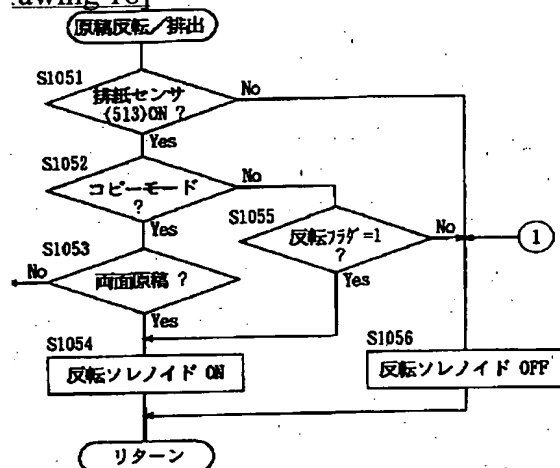 原稿反転／排出
S1051
排紙センサ
(513)ON ?
No
Yes
S1052
コピーモード
?
No
Yes
S1055
反転フラグ=1
?
No
Yes
1
S1053
両面原稿 ?
No
Yes
S1054
反転ソレノイド ON
S1056
反転ソレノイド OFF
リターン